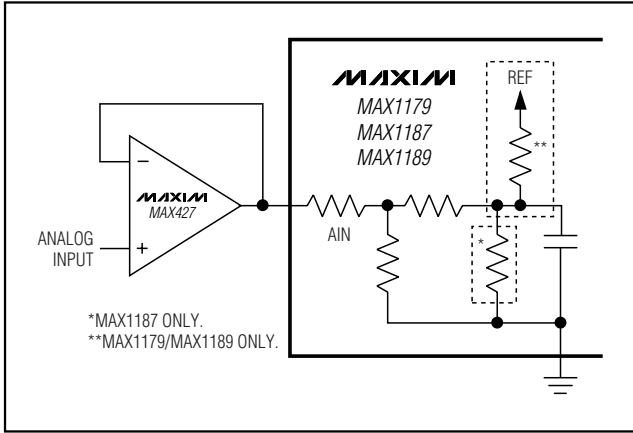 MAXIM
MAX1179
MAX1187
MAX1189
REF
**
−
MAXIM
MAX427
+
ANALOG
INPUT
AIN
*
*MAX1187 ONLY.
**MAX1179/MAX1189 ONLY.